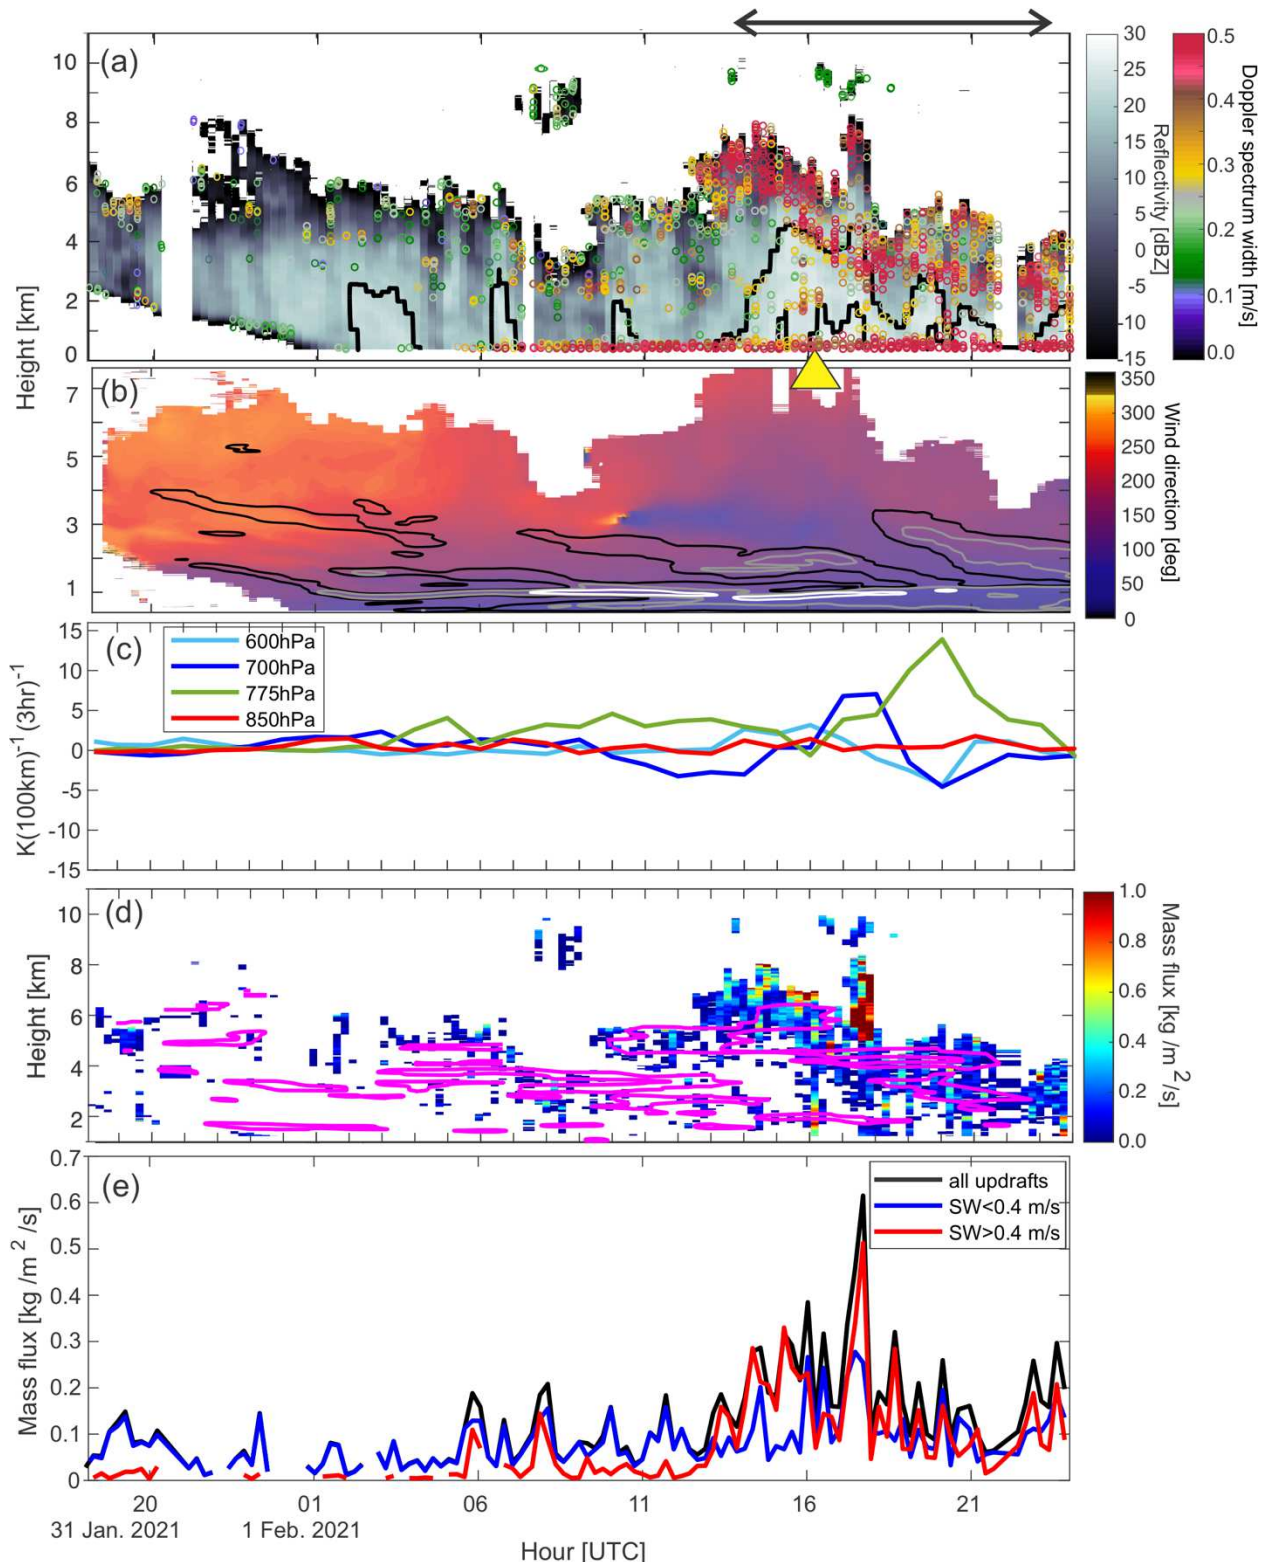 (a)
10
8
6
4
2
0
Height [km]
30
25
20
15
10
5
0
-5
-10
-15
Reflectivity [dBZ]
0.5
0.4
0.3
0.2
0.1
0.0
Doppler spectrum width [m/s]
(b)
7
5
3
1
350
300
250
200
150
100
50
0
Wind direction [deg]
(c)
15
10
5
0
-5
-10
-15
K(100km)⁻¹ (3hr)⁻¹
600hPa
700hPa
775hPa
850hPa
(d)
10
8
6
4
2
Height [km]
1.0
0.8
0.6
0.4
0.2
0.0
Mass flux [kg /m ²/s]
(e)
0.7
0.6
0.5
0.4
0.3
0.2
0.1
0
Mass flux [kg /m ² /s]
all updrafts
SW<0.4 m/s
SW>0.4 m/s
20 01 06 11 16 21
31 Jan. 2021 1 Feb. 2021
Hour [UTC]